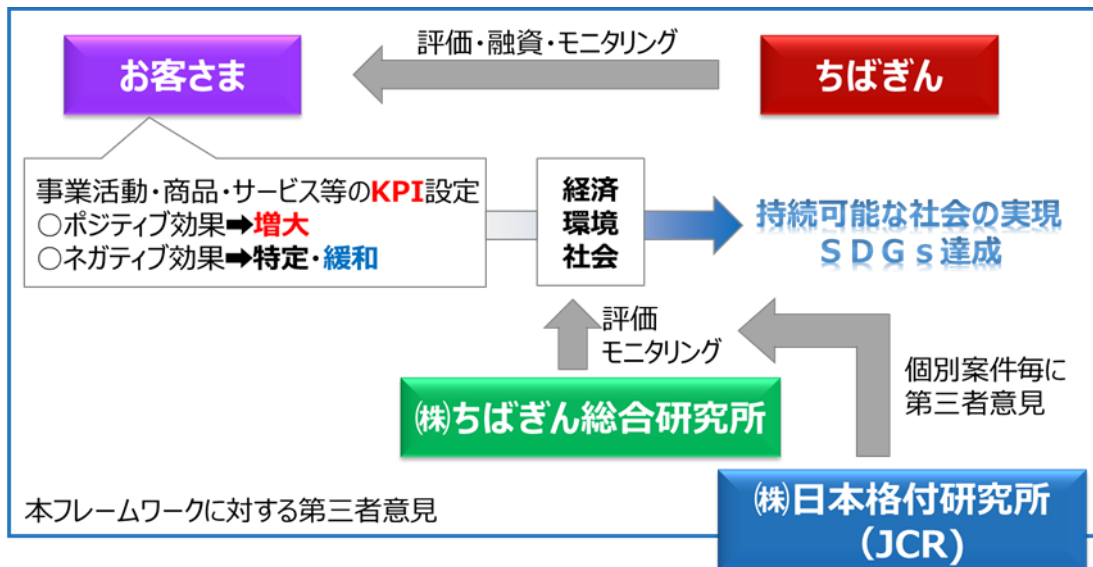 評価・融資・モニタリング
お客さま
ちばぎん
事業活動・商品・サービス等のKPI設定
○ポジティブ効果➡増大
○ネガティブ効果➡特定・緩和
経済
環境
社会
持続可能な社会の実現
ＳＤＧｓ達成
評価
モニタリング
個別案件毎に
第三者意見
㈱ちばぎん総合研究所
本フレームワークに対する第三者意見
㈱日本格付研究所
(JCR)